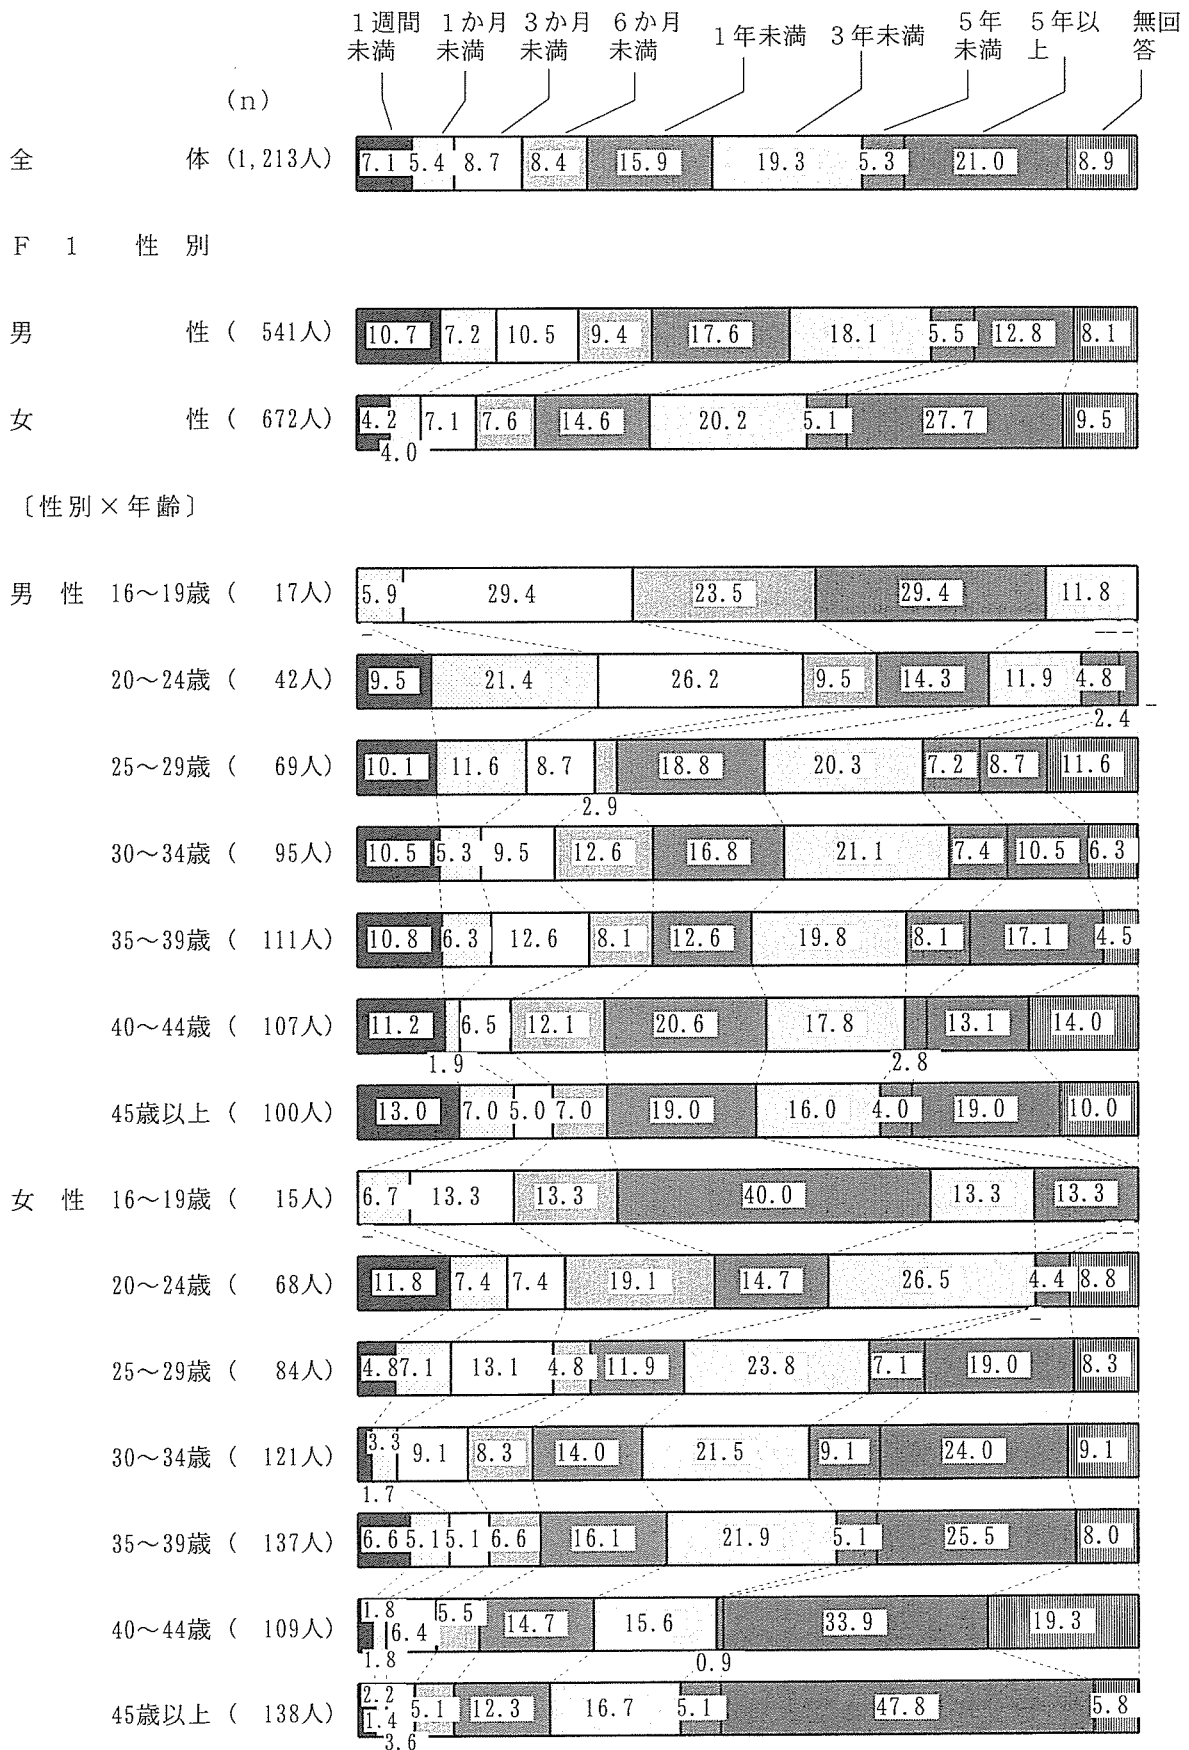 1週間未満 1か月未満 3か月未満 6か月未満 1年未満 3年未満 5年未満 5年以上 無回答
(n)
全体 (1,213人) 7.1 5.4 8.7 8.4 15.9 19.3 5.3 21.0 8.9
F 1 性別
男性 ( 541人) 10.7 7.2 10.5 9.4 17.6 18.1 5.5 12.8 8.1
女性 ( 672人) 4.2 4.0 7.1 7.6 14.6 20.2 5.1 27.7 9.5
〔性別×年齢〕
男性 16～19歳 ( 17人) - 5.9 29.4 23.5 29.4 11.8 - - -
20～24歳 ( 42人) 9.5 21.4 26.2 9.5 14.3 11.9 4.8 2.4 -
25～29歳 ( 69人) 10.1 11.6 8.7 2.9 18.8 20.3 7.2 8.7 11.6
30～34歳 ( 95人) 10.5 5.3 9.5 12.6 16.8 21.1 7.4 10.5 6.3
35～39歳 ( 111人) 10.8 6.3 12.6 8.1 12.6 19.8 8.1 17.1 4.5
40～44歳 ( 107人) 11.2 1.9 6.5 12.1 20.6 17.8 2.8 13.1 14.0
45歳以上 ( 100人) 13.0 7.0 5.0 7.0 19.0 16.0 4.0 19.0 10.0
女性 16～19歳 ( 15人) - 6.7 13.3 13.3 40.0 13.3 13.3 - -
20～24歳 ( 68人) 11.8 7.4 7.4 19.1 14.7 26.5 - 4.4 8.8
25～29歳 ( 84人) 4.8 7.1 13.1 4.8 11.9 23.8 7.1 19.0 8.3
30～34歳 ( 121人) 1.7 3.3 9.1 8.3 14.0 21.5 9.1 24.0 9.1
35～39歳 ( 137人) 6.6 5.1 5.1 6.6 16.1 21.9 5.1 25.5 8.0
40～44歳 ( 109人) 1.8 1.8 6.4 5.5 14.7 15.6 0.9 33.9 19.3
45歳以上 ( 138人) 2.2 1.4 3.6 5.1 12.3 16.7 5.1 47.8 5.8